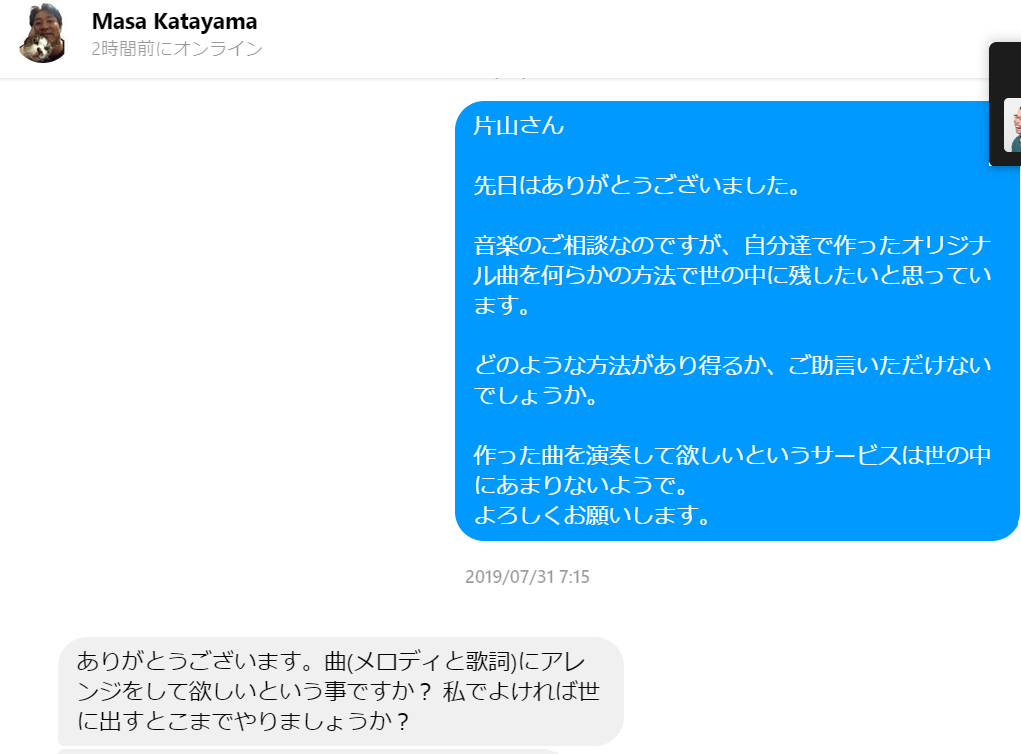 Masa Katayama
2時間前にオンライン
片山さん
先日はありがとうございました。
音楽のご相談なのですが、自分達で作ったオリジナ
ル曲を何らかの方法で世の中に残したいと思ってい
ます。
どのような方法があり得るか、ご助言いただけない
でしょうか。
作った曲を演奏して欲しいというサービスは世の中
にあまりないようで。
よろしくお願いします。
2019/07/31 7:15
ありがとうございます。曲(メロディと歌詞)にアレ
ンジをして欲しいという事ですか？ 私でよければ世
に出すとこまでやりましょうか？